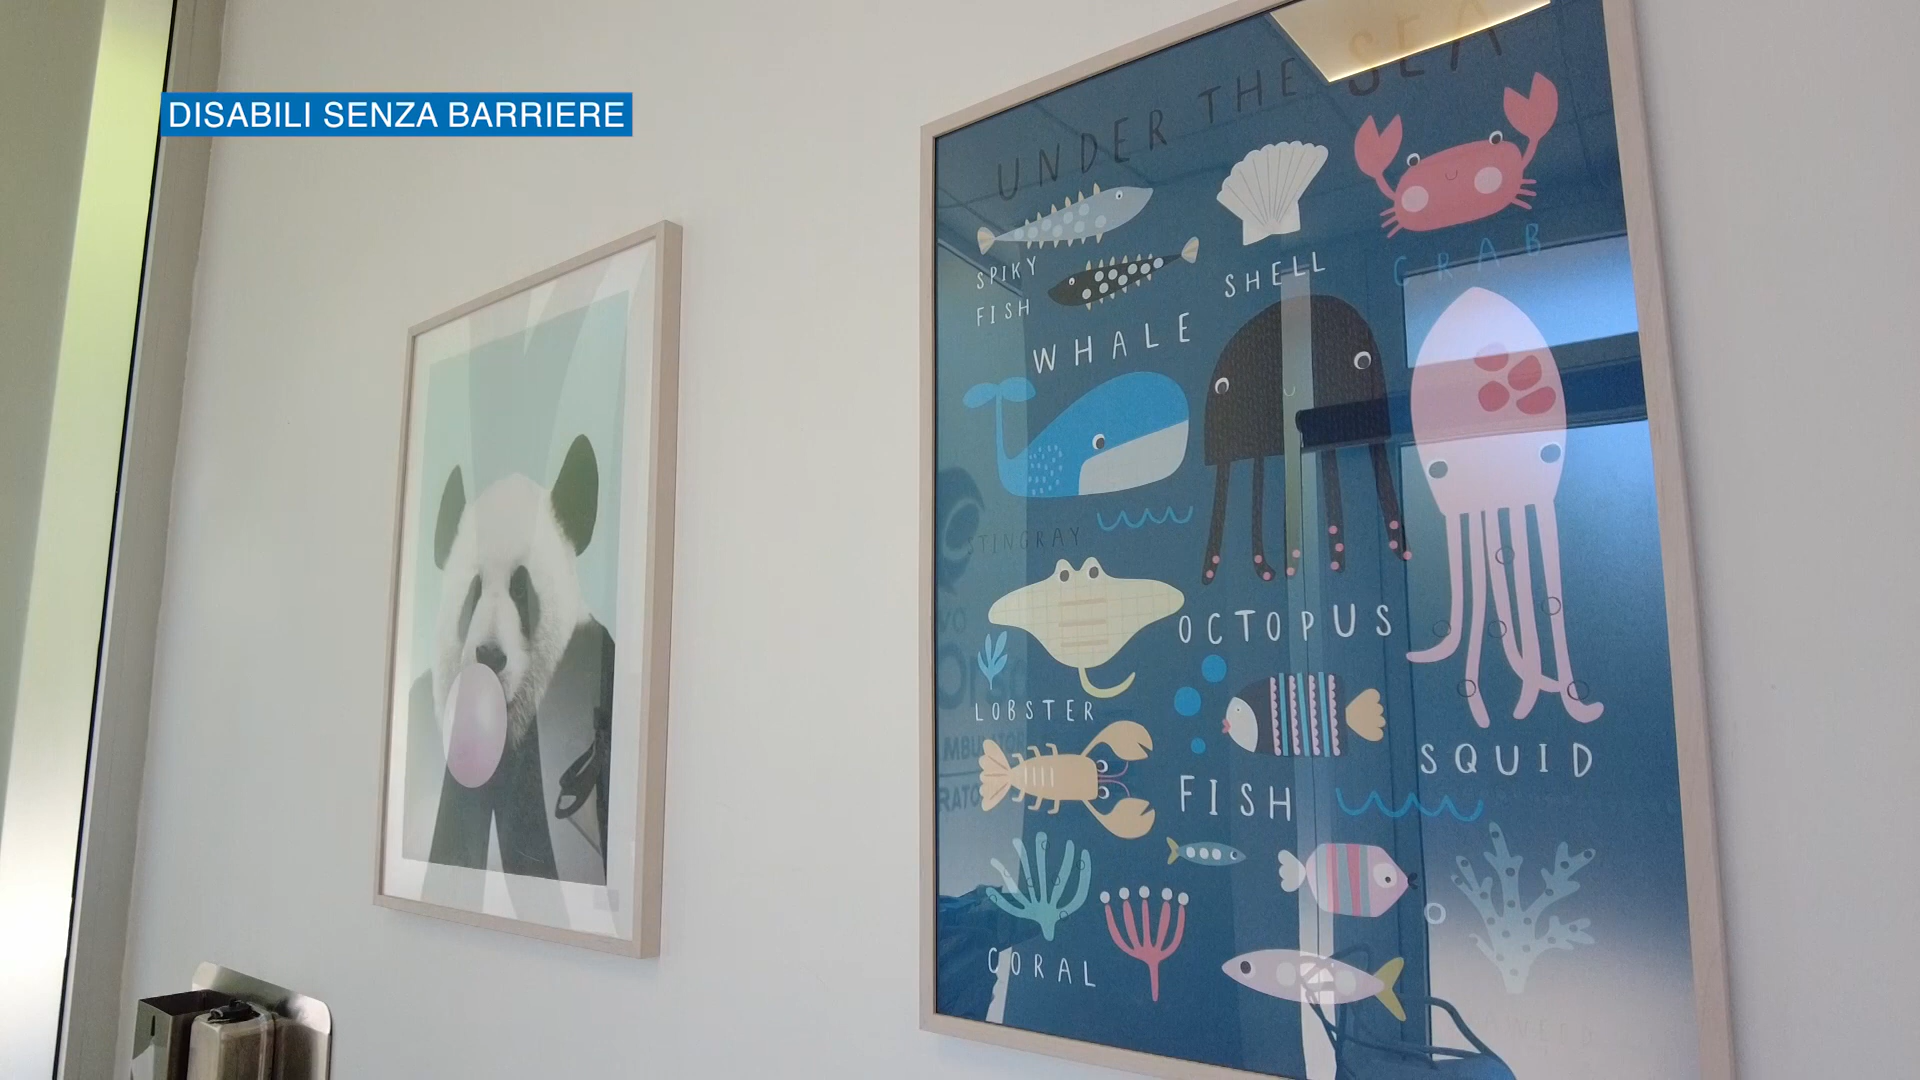 DISABILI SENZA BARRIERE
UNDER THE SEA
SPIKY
FISH
SHELL
CRAB
WHALE
STINGRAY
OCTOPUS
LOBSTER
SQUID
FISH
CORAL